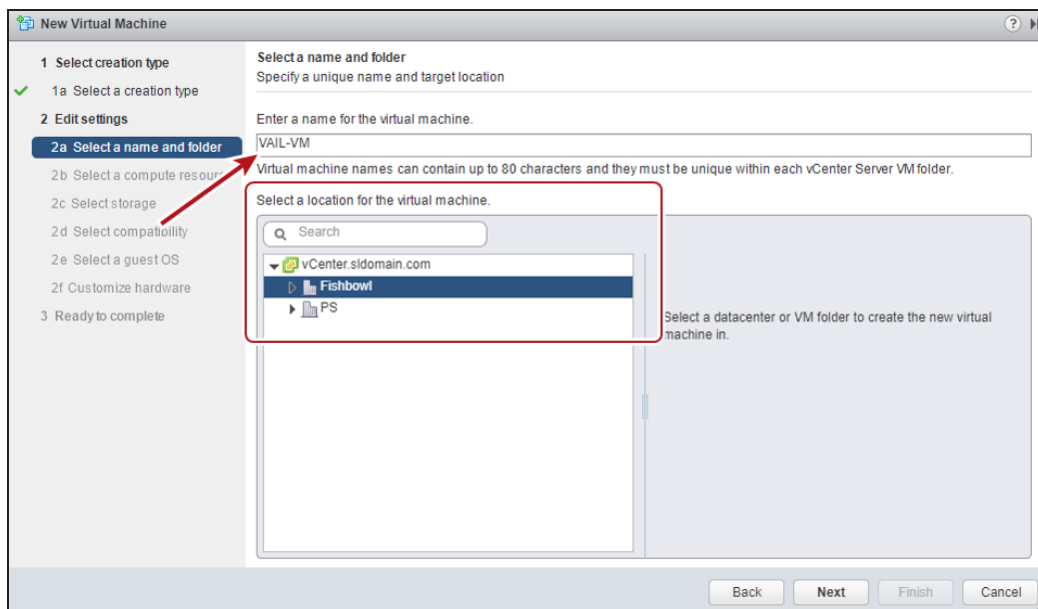 New Virtual Machine
?
1 Select creation type
1a Select a creation type
2 Edit settings
2a Select a name and folder
2b Select a compute resour
2c Select storage
2d Select compatibility
2e Select a guest OS
2f Customize hardware
3 Ready to complete
Select a name and folder
Specify a unique name and target location
Enter a name for the virtual machine.
VAIL-VM
Virtual machine names can contain up to 80 characters and they must be unique within each vCenter Server VM folder.
Select a location for the virtual machine.
Search
vCenter.sldomain.com
Fishbowl
PS
Select a datacenter or VM folder to create the new virtual
machine in.
Back Next Finish Cancel